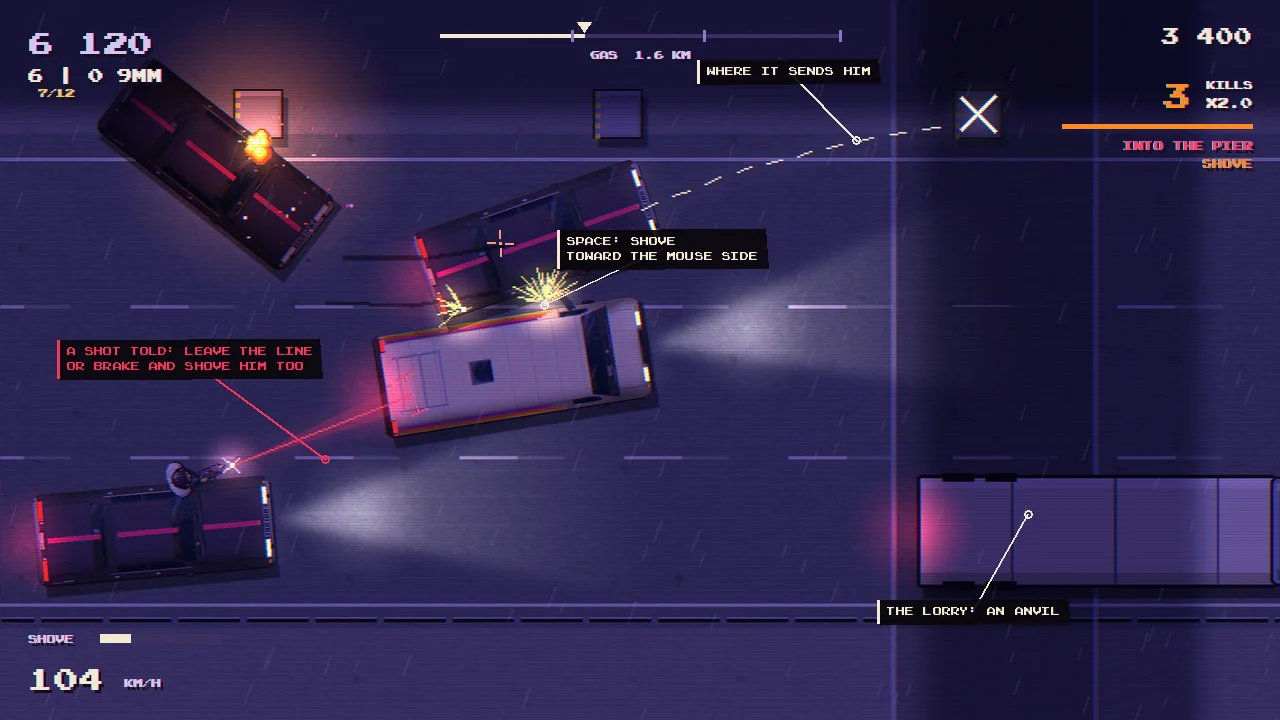 6 120
6 | 0 9MM
7/12
GAS 1.6 KM
WHERE IT SENDS HIM
3 400
3 KILLS
X2.0
INTO THE PIER
SHOVE
SPACE: SHOVE
TOWARD THE MOUSE SIDE
A SHOT TOLD: LEAVE THE LINE
OR BRAKE AND SHOVE HIM TOO
THE LORRY: AN ANVIL
SHOVE
104 KM/H